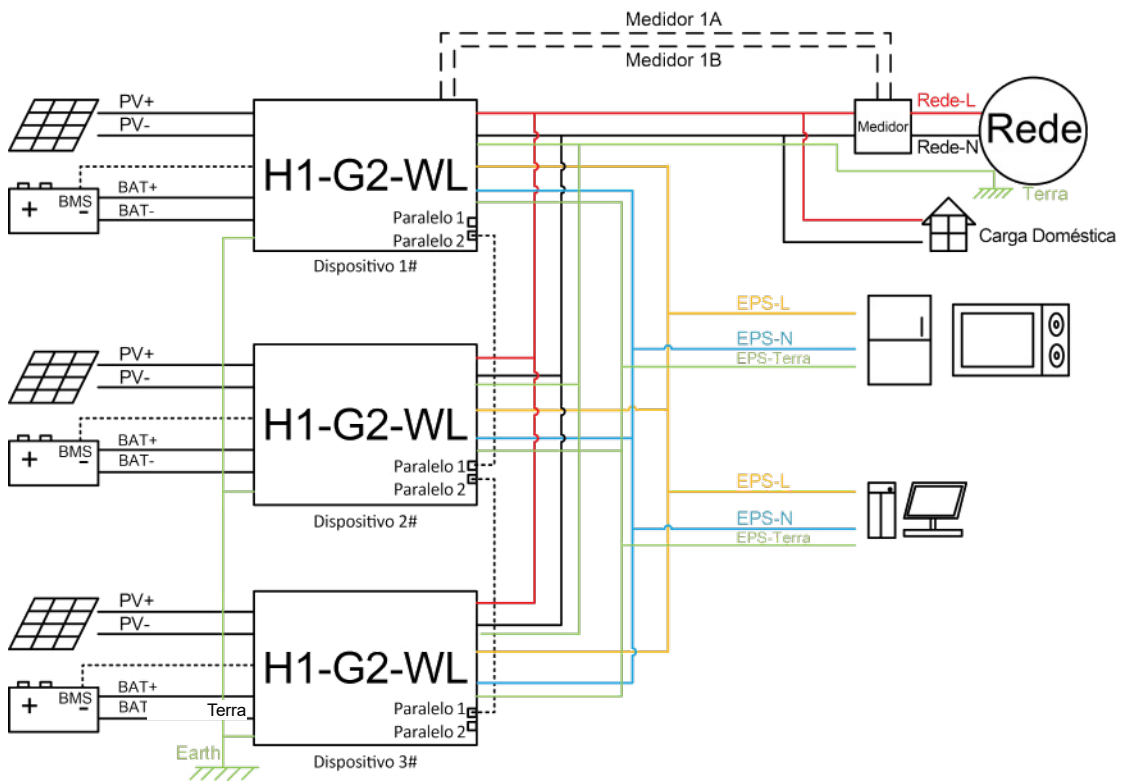 Medidor 1A
Medidor 1B
PV+
PV-
BMS
+
-
BAT+
BAT-
H1-G2-WL
Paralelo 1
Paralelo 2
Dispositivo 1#
Medidor
Rede-L
Rede-N
Rede
Terra
Carga Doméstica
EPS-L
EPS-N
EPS-Terra
PV+
PV-
BMS
+
-
BAT+
BAT-
H1-G2-WL
Paralelo 1
Paralelo 2
Dispositivo 2#
EPS-L
EPS-N
EPS-Terra
PV+
PV-
BMS
+
-
BAT+
BAT
Terra
H1-G2-WL
Paralelo 1
Paralelo 2
Dispositivo 3#
Earth